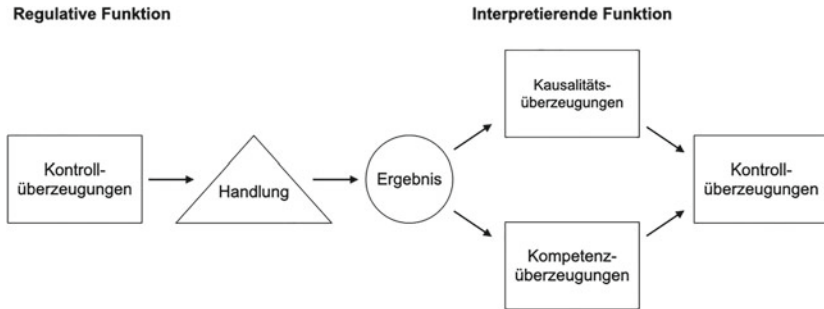 Regulative Funktion
Interpretierende Funktion
Kausalitäts-
überzeugungen
Kontroll-
überzeugungen
Handlung
Ergebnis
Kontroll-
überzeugungen
Kompetenz-
überzeugungen